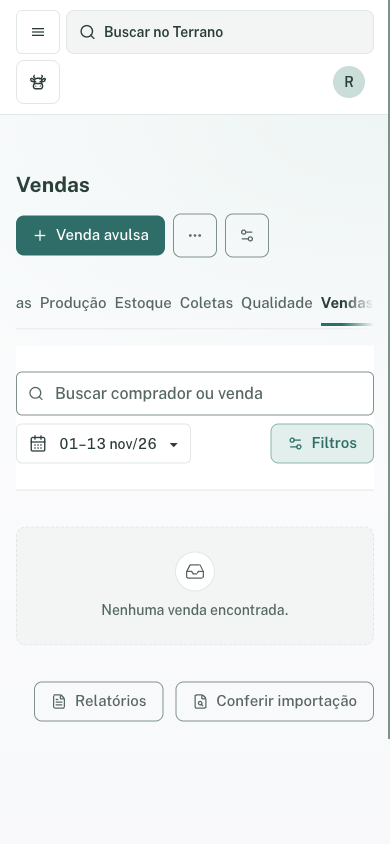 Buscar no Terrano
R
Vendas
Venda avulsa
as Produção Estoque Coletas Qualidade Vendas
Buscar comprador ou venda
01–13 nov/26
Filtros
Nenhuma venda encontrada.
Relatórios
Conferir importação